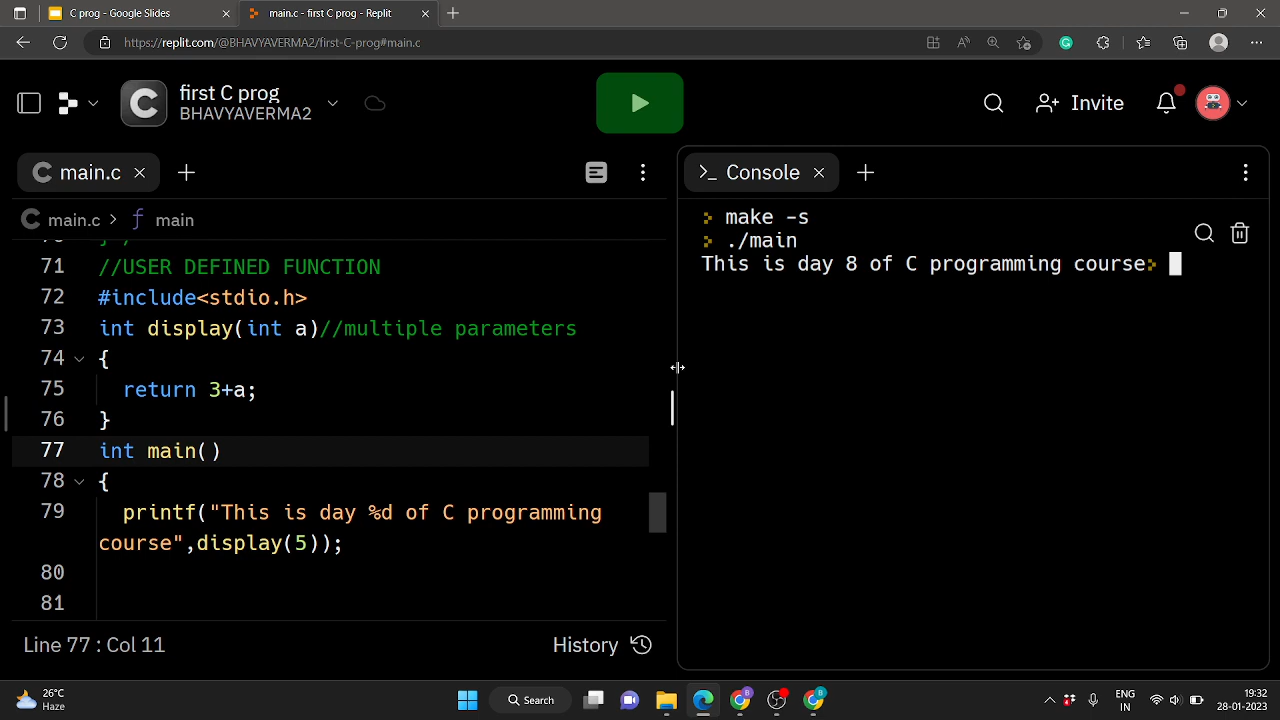 C prog - Google Slides
main.c - first C prog - Replit
https://replit.com/@BHAVYAVERMA2/first-C-prog#main.c
first C prog
BHAVYAVERMA2
Invite
main.c
Console
main.c > f main
71 //USER DEFINED FUNCTION
72 #include<stdio.h>
73 int display(int a)//multiple parameters
74 {
75 return 3+a;
76 }
77 int main()
78 {
79 printf("This is day %d of C programming
course",display(5));
80
81
Line 77 : Col 11
History
make -s
./main
This is day 8 of C programming course
26°C
Haze
Search
ENG
IN
19:32
28-01-2023